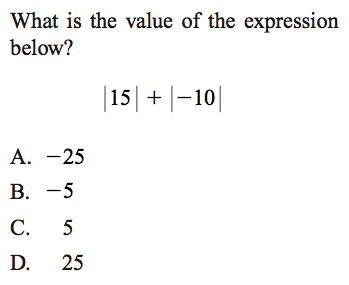 What is the value of the expression
below?
|15| + |−10|
A. −25
B. −5
C. 5
D. 25